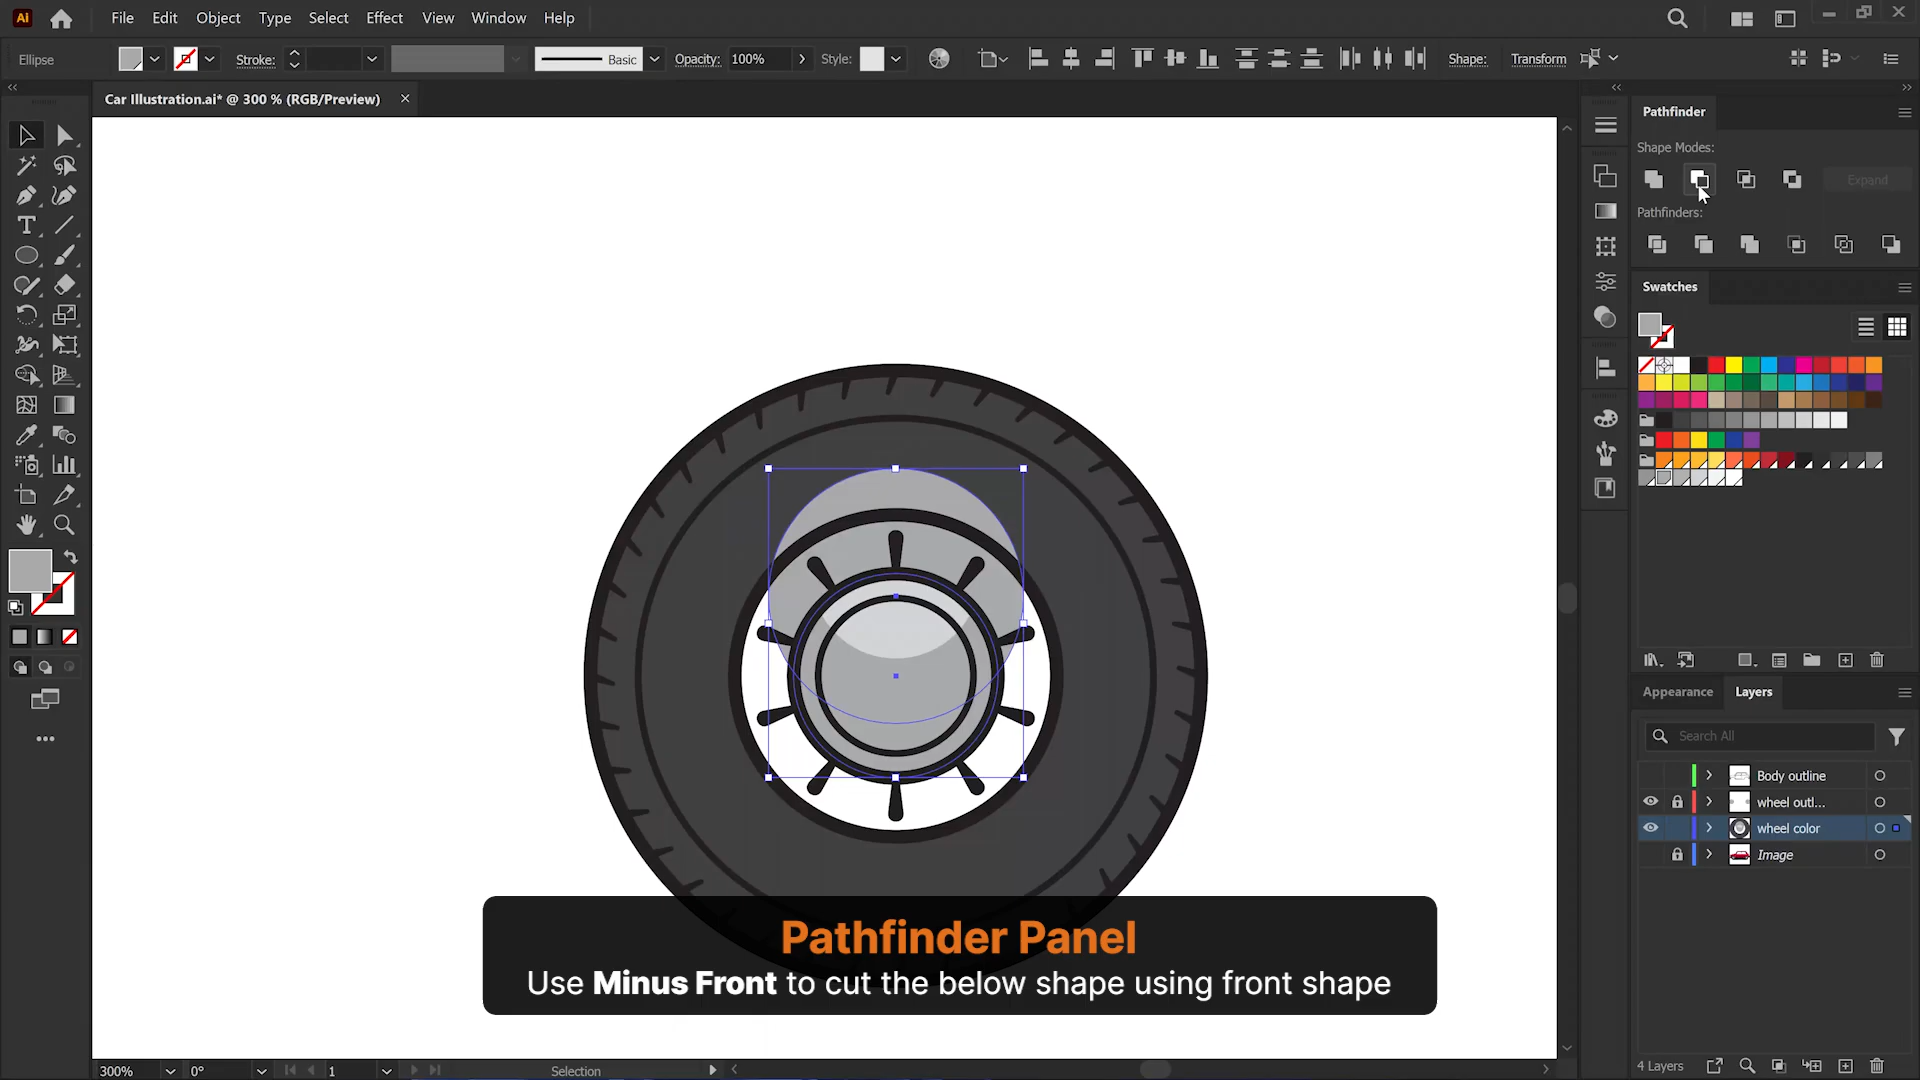 Ai File Edit Object Type Select Effect View Window Help
Ellipse Stroke: Basic Opacity: 100% Style: Shape: Transform
Car Illustration.ai* @ 300 % (RGB/Preview)
Pathfinder
Shape Modes:
Expand
Pathfinders:
Swatches
Appearance Layers
Search All
Body outline
wheel outl...
wheel color
Image
Pathfinder Panel
Use Minus Front to cut the below shape using front shape
300% 0° 1 Selection
4 Layers